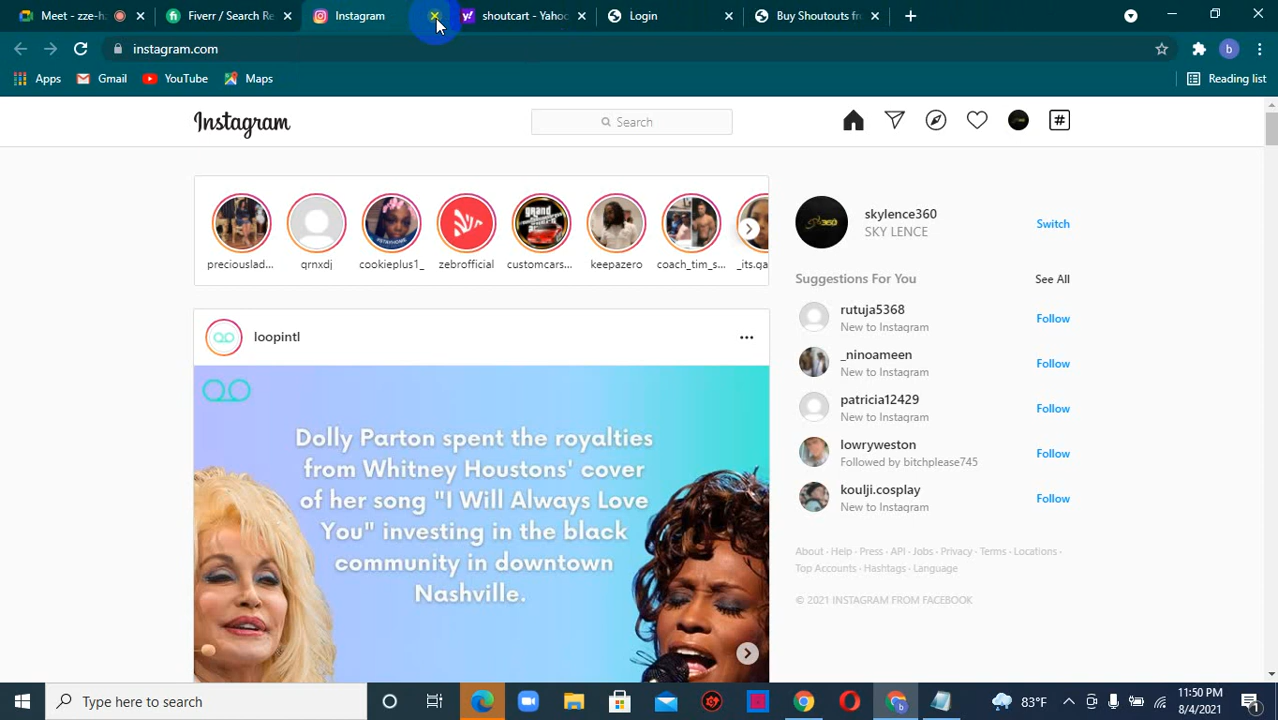 Meet - zze-h
Fiverr / Search Re
Instagram
shoutcart - Yahoo
Login
Buy Shoutouts fr
instagram.com
b
Apps
Gmail
YouTube
Maps
Reading list
Instagram
Search
preciouslad...
qrnxdj
cookieplus1_
zebrofficial
customcars...
keepazero
coach_tim_s...
_its.qa
skylence360
SKY LENCE
Switch
Suggestions For You
See All
rutuja5368
New to Instagram
Follow
_ninoameen
New to Instagram
Follow
patricia12429
New to Instagram
Follow
lowryweston
Followed by bitchplease745
Follow
koulji.cosplay
New to Instagram
Follow
About · Help · Press · API · Jobs · Privacy · Terms · Locations ·
Top Accounts · Hashtags · Language
© 2021 INSTAGRAM FROM FACEBOOK
loopintl
Dolly Parton spent the royalties
from Whitney Houstons' cover
of her song "I Will Always Love
You" investing in the black
community in downtown
Nashville.
Type here to search
83°F
11:50 PM
8/4/2021
1